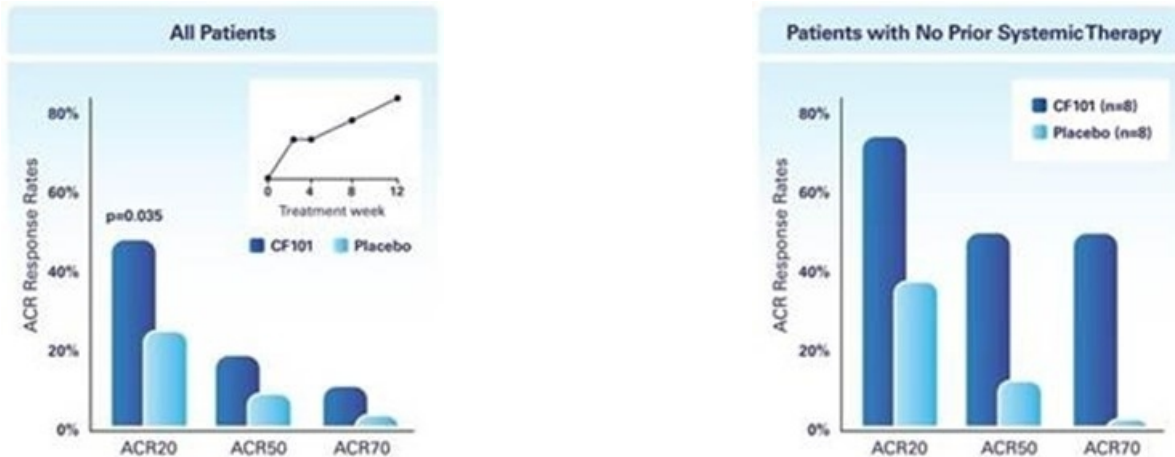 All Patients
80%
60%
40%
20%
0%
ACR Response Rates
p=0.035
0 4 8 12
Treatment week
CF101 Placebo
ACR20 ACR50 ACR70
Patients with No Prior Systemic Therapy
80%
60%
40%
20%
0%
ACR Response Rates
CF101 (n=8)
Placebo (n=8)
ACR20 ACR50 ACR70